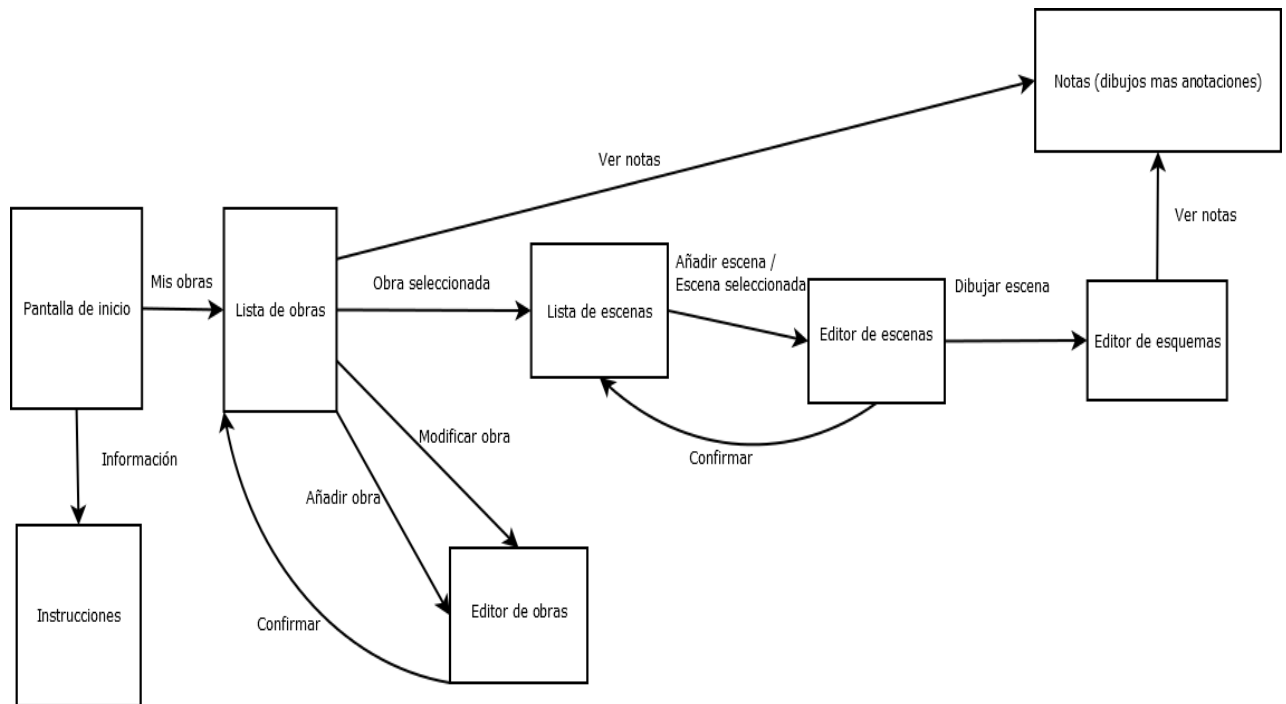 Notas (dibujos mas anotaciones)
Ver notas
Ver notas
Pantalla de inicio
Mis obras
Lista de obras
Obra seleccionada
Lista de escenas
Añadir escena /
Escena seleccionada
Editor de escenas
Dibujar escena
Editor de esquemas
Confirmar
Información
Modificar obra
Añadir obra
Instrucciones
Confirmar
Editor de obras